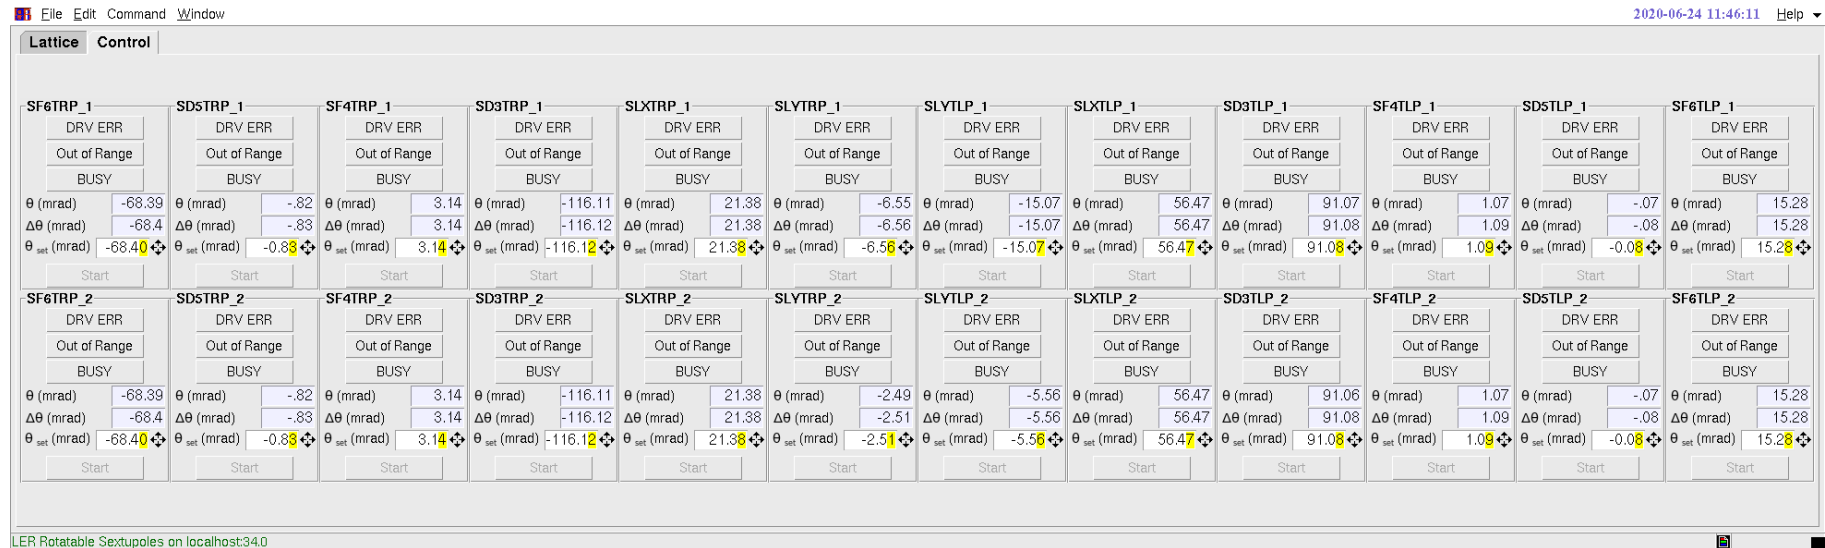 File Edit Command Window 2020-06-24 11:46:11 Help
Lattice Control
SF6TRP_1 SD5TRP_1 SF4TRP_1 SD3TRP_1 SLXTRP_1 SLYTRP_1 SLYTLP_1 SLXTLP_1 SD3TLP_1 SF4TLP_1 SD5TLP_1 SF6TLP_1
DRV ERR DRV ERR DRV ERR DRV ERR DRV ERR DRV ERR DRV ERR DRV ERR DRV ERR DRV ERR DRV ERR DRV ERR
Out of Range Out of Range Out of Range Out of Range Out of Range Out of Range Out of Range Out of Range Out of Range Out of Range Out of Range Out of Range
BUSY BUSY BUSY BUSY BUSY BUSY BUSY BUSY BUSY BUSY BUSY BUSY
θ (mrad) -68.39 θ (mrad) -.82 θ (mrad) 3.14 θ (mrad) -116.11 θ (mrad) 21.38 θ (mrad) -6.55 θ (mrad) -15.07 θ (mrad) 56.47 θ (mrad) 91.07 θ (mrad) 1.07 θ (mrad) -.07 θ (mrad) 15.28
Δθ (mrad) -68.4 Δθ (mrad) -.83 Δθ (mrad) 3.14 Δθ (mrad) -116.12 Δθ (mrad) 21.38 Δθ (mrad) -6.56 Δθ (mrad) -15.07 Δθ (mrad) 56.47 Δθ (mrad) 91.08 Δθ (mrad) 1.09 Δθ (mrad) -.08 Δθ (mrad) 15.28
θ set (mrad) -68.40 θ set (mrad) -0.83 θ set (mrad) 3.14 θ set (mrad) -116.12 θ set (mrad) 21.38 θ set (mrad) -6.56 θ set (mrad) -15.07 θ set (mrad) 56.47 θ set (mrad) 91.08 θ set (mrad) 1.09 θ set (mrad) -0.08 θ set (mrad) 15.28
Start Start Start Start Start Start Start Start Start Start Start Start
SF6TRP_2 SD5TRP_2 SF4TRP_2 SD3TRP_2 SLXTRP_2 SLYTRP_2 SLYTLP_2 SLXTLP_2 SD3TLP_2 SF4TLP_2 SD5TLP_2 SF6TLP_2
DRV ERR DRV ERR DRV ERR DRV ERR DRV ERR DRV ERR DRV ERR DRV ERR DRV ERR DRV ERR DRV ERR DRV ERR
Out of Range Out of Range Out of Range Out of Range Out of Range Out of Range Out of Range Out of Range Out of Range Out of Range Out of Range Out of Range
BUSY BUSY BUSY BUSY BUSY BUSY BUSY BUSY BUSY BUSY BUSY BUSY
θ (mrad) -68.39 θ (mrad) -.82 θ (mrad) 3.14 θ (mrad) -116.11 θ (mrad) 21.38 θ (mrad) -2.49 θ (mrad) -5.56 θ (mrad) 56.47 θ (mrad) 91.06 θ (mrad) 1.07 θ (mrad) -.07 θ (mrad) 15.28
Δθ (mrad) -68.4 Δθ (mrad) -.83 Δθ (mrad) 3.14 Δθ (mrad) -116.12 Δθ (mrad) 21.38 Δθ (mrad) -2.51 Δθ (mrad) -5.56 Δθ (mrad) 56.47 Δθ (mrad) 91.08 Δθ (mrad) 1.09 Δθ (mrad) -.08 Δθ (mrad) 15.28
θ set (mrad) -68.40 θ set (mrad) -0.83 θ set (mrad) 3.14 θ set (mrad) -116.12 θ set (mrad) 21.38 θ set (mrad) -2.51 θ set (mrad) -5.56 θ set (mrad) 56.47 θ set (mrad) 91.08 θ set (mrad) 1.09 θ set (mrad) -0.08 θ set (mrad) 15.28
Start Start Start Start Start Start Start Start Start Start Start Start
LER Rotatable Sextupoles on localhost:34.0